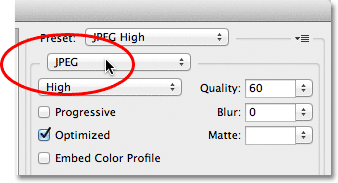 Preset: JPEG High
JPEG
High Quality: 60
Progressive Blur: 0
Optimized Matte:
Embed Color Profile